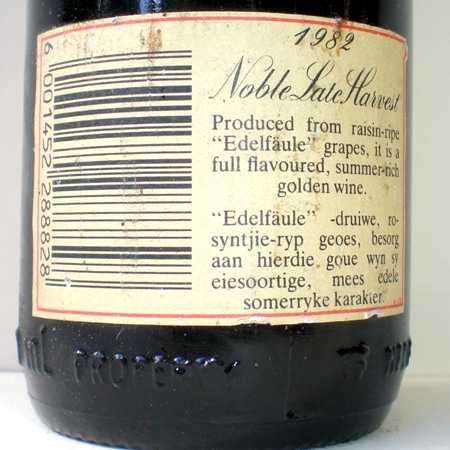 1982
Noble Late Harvest
Produced from raisin-ripe
"Edelfäule" grapes, it is a
full flavoured, summer-rich
golden wine.
"Edelfäule" -druiwe, ro-
syntjie-ryp geoes, besorg
aan hierdie goue wyn sy
eiesoortige, mees edele
somerryke karakter.
6 001452 288828
mL PROPERTY